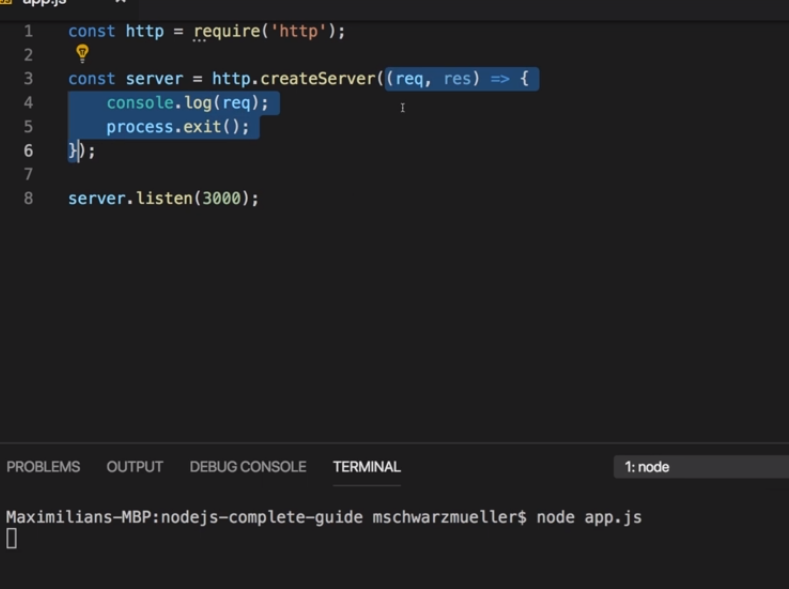 app.js
1 const http = require('http');
2
3 const server = http.createServer((req, res) => {
4 console.log(req);
5 process.exit();
6 });
7
8 server.listen(3000);
PROBLEMS OUTPUT DEBUG CONSOLE TERMINAL 1: node
Maximilians-MBP:nodejs-complete-guide mschwarzmueller$ node app.js